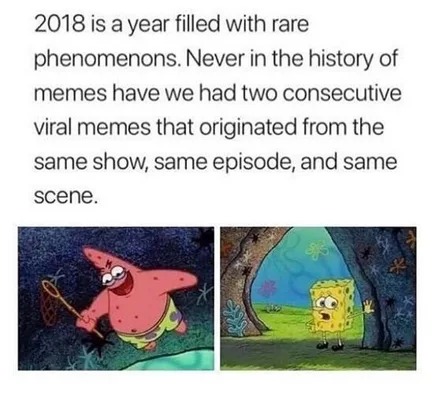 2018 is a year filled with rare
phenomenons. Never in the history of
memes have we had two consecutive
viral memes that originated from the
same show, same episode, and same
scene.